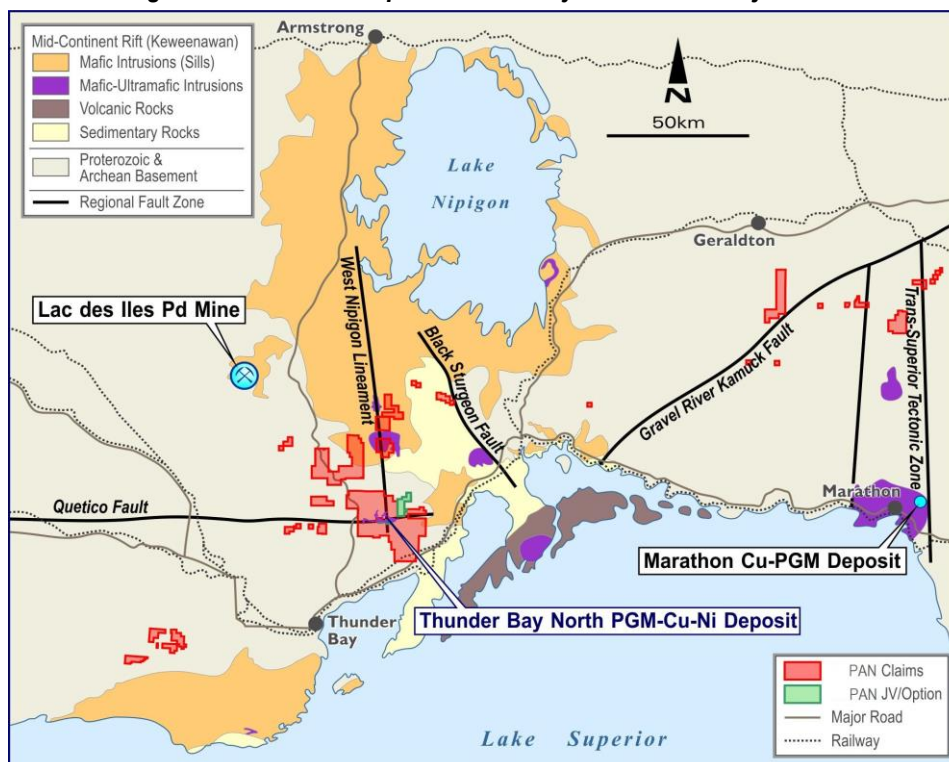 Armstrong
Mid-Continent Rift (Keweenawan)
Mafic Intrusions (Sills)
Mafic-Ultramafic Intrusions
Volcanic Rocks
Sedimentary Rocks
Proterozoic &
Archean Basement
Regional Fault Zone
N
50km
Lake
Nipigon
Geraldton
West Nipigon Lineament
Lac des Iles Pd Mine
Black Sturgeon Fault
Gravel River Kamuck Fault
Trans-Superior Tectonic Zone
Quetico Fault
Marathon
Marathon Cu-PGM Deposit
Thunder Bay North PGM-Cu-Ni Deposit
Thunder
Bay
Lake Superior
PAN Claims
PAN JV/Option
Major Road
Railway